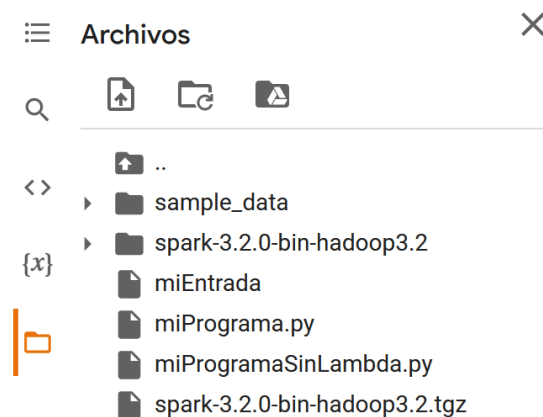 Archivos
..
sample_data
<>
spark-3.2.0-bin-hadoop3.2
{x}
miEntrada
miPrograma.py
miProgramaSinLambda.py
spark-3.2.0-bin-hadoop3.2.tgz